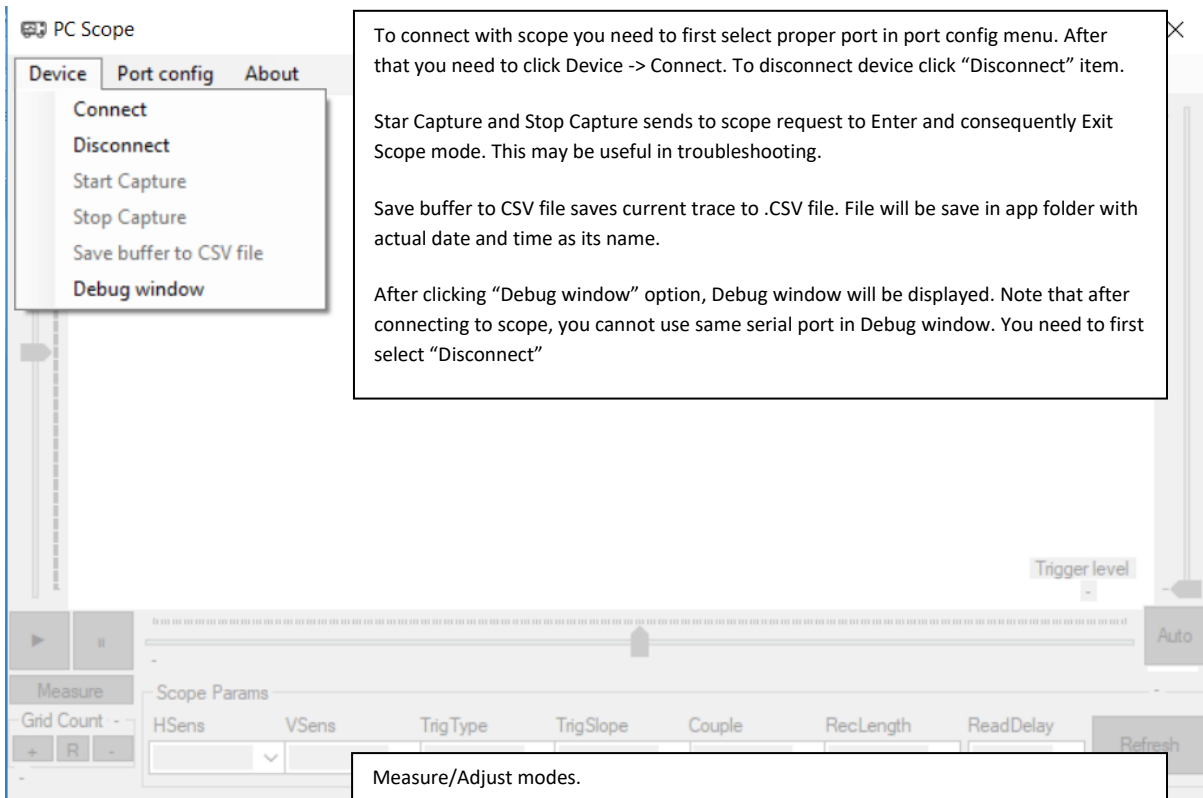 PC Scope
Device Port config About
Connect
Disconnect
Start Capture
Stop Capture
Save buffer to CSV file
Debug window
To connect with scope you need to first select proper port in port config menu. After
that you need to click Device -> Connect. To disconnect device click “Disconnect” item.
Star Capture and Stop Capture sends to scope request to Enter and consequently Exit
Scope mode. This may be useful in troubleshooting.
Save buffer to CSV file saves current trace to .CSV file. File will be save in app folder with
actual date and time as its name.
After clicking “Debug window” option, Debug window will be displayed. Note that after
connecting to scope, you cannot use same serial port in Debug window. You need to first
select “Disconnect”
Trigger level
-
Auto
-
Measure
Scope Params
-
Grid Count -
HSens VSens TrigType TrigSlope Couple RecLength ReadDelay
+ R -
Refresh
-
Measure/Adjust modes.